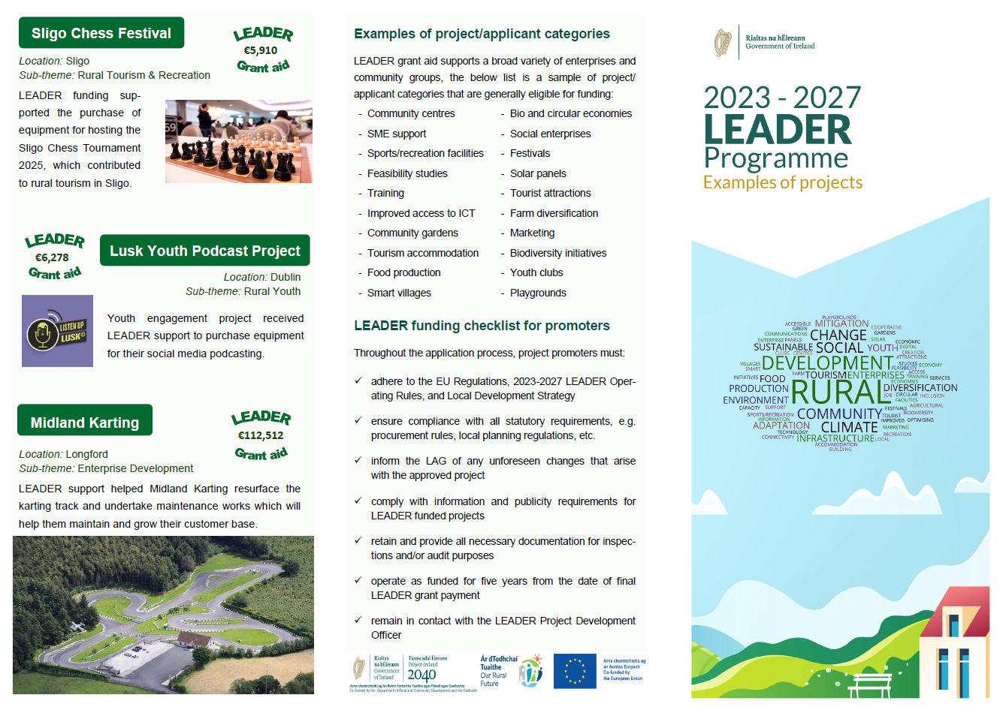 Sligo Chess Festival
LEADER
€5,910
Grant aid
Location: Sligo
Sub-theme: Rural Tourism & Recreation
LEADER funding sup-
ported the purchase of
equipment for hosting the
Sligo Chess Tournament
2025, which contributed
to rural tourism in Sligo.
59
LEADER
€6,278
Grant aid
Lusk Youth Podcast Project
Location: Dublin
Sub-theme: Rural Youth
LISTEN UP
LUSK
Youth engagement project received
LEADER support to purchase equipment
for their social media podcasting.
Midland Karting
LEADER
€112,512
Grant aid
Location: Longford
Sub-theme: Enterprise Development
LEADER support helped Midland Karting resurface the
karting track and undertake maintenance works which will
help them maintain and grow their customer base.
Examples of project/applicant categories
LEADER grant aid supports a broad variety of enterprises and
community groups, the below list is a sample of project/
applicant categories that are generally eligible for funding:
- Community centres
- SME support
- Sports/recreation facilities
- Feasibility studies
- Training
- Improved access to ICT
- Community gardens
- Tourism accommodation
- Food production
- Smart villages
- Bio and circular economies
- Social enterprises
- Festivals
- Solar panels
- Tourist attractions
- Farm diversification
- Marketing
- Biodiversity initiatives
- Youth clubs
- Playgrounds
LEADER funding checklist for promoters
Throughout the application process, project promoters must:
✓ adhere to the EU Regulations, 2023-2027 LEADER Oper-
ating Rules, and Local Development Strategy
✓ ensure compliance with all statutory requirements, e.g.
procurement rules, local planning regulations, etc.
✓ inform the LAG of any unforeseen changes that arise
with the approved project
✓ comply with information and publicity requirements for
LEADER funded projects
✓ retain and provide all necessary documentation for inspec-
tions and/or audit purposes
✓ operate as funded for five years from the date of final
LEADER grant payment
✓ remain in contact with the LEADER Project Development
Officer
Rialtas
na hÉireann
Government
of Ireland
Tionscadal Éireann
Project Ireland
2040
Arna chomhchistiú ag An Roinn Forbartha Tuaithe agus Pobail agus Gaeltachta
Co-funded by the Department of Rural and Community Development and the Gaeltacht
Ár dTodhchaí
Tuaithe
Our Rural
Future
Arna chomhchistiú ag
an Aontas Eorpach
Co-funded by
the European Union
Rialtas na hÉireann
Government of Ireland
2023 - 2027
LEADER
Programme
Examples of projects
PLAYGROUNDS
ACCESSIBLE MITIGATION COOPERATIVE
GREEN
COMMUNICATIONS CHANGE GARDENS
ENTERPRISE PANELS SOLAR ECONOMIC
SUSTAINABLE SOCIAL YOUTH DIGITAL
CLUBS CENTRES CREATION
ATTRACTIONS
VILLAGES DEVELOPMENT STUDIES ECONOMY
SMART FEASIBILITY
FARM TOURISM ENTERPRISES ACCESS
INITIATIVES FOOD TRAINING SERVICES
ECONOMIES
PRODUCTION RURAL DIVERSIFICATION
JOB CIRCULAR INCLUSION
ENVIRONMENT FACILITIES
CAPACITY SUPPORT FESTIVALS AGRICULTURAL
SPORTS/RECREATION COMMUNITY TOURIST BIODIVERSITY
INFORMATION IMPROVED OPTIMISING
ADAPTATION CLIMATE MARKETING
TECHNOLOGY RECREATION
CONNECTIVITY INFRASTRUCTURE LOCAL
ACCOMMODATION
BUILDING